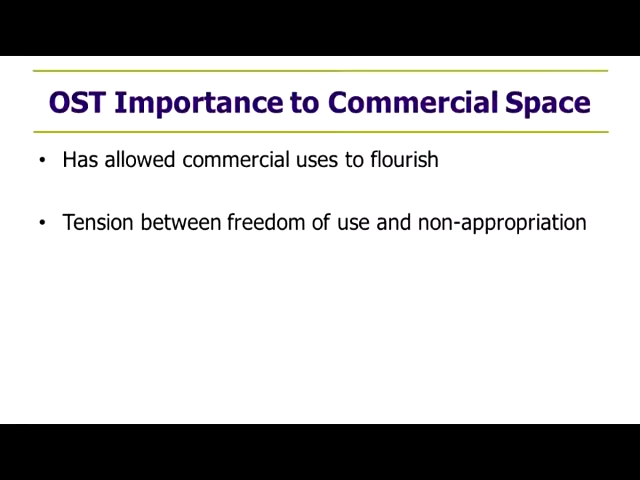 OST Importance to Commercial Space
• Has allowed commercial uses to flourish
• Tension between freedom of use and non-appropriation